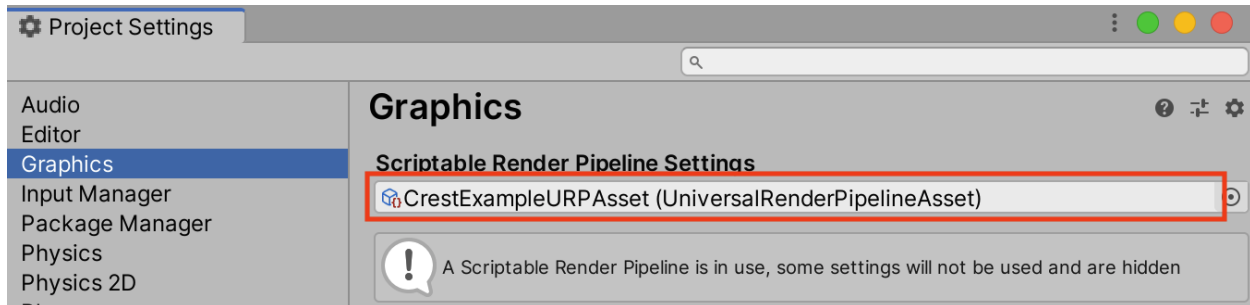 Project Settings
Audio
Editor
Graphics
Input Manager
Package Manager
Physics
Physics 2D
Graphics
Scriptable Render Pipeline Settings
CrestExampleURPAsset (UniversalRenderPipelineAsset)
A Scriptable Render Pipeline is in use, some settings will not be used and are hidden